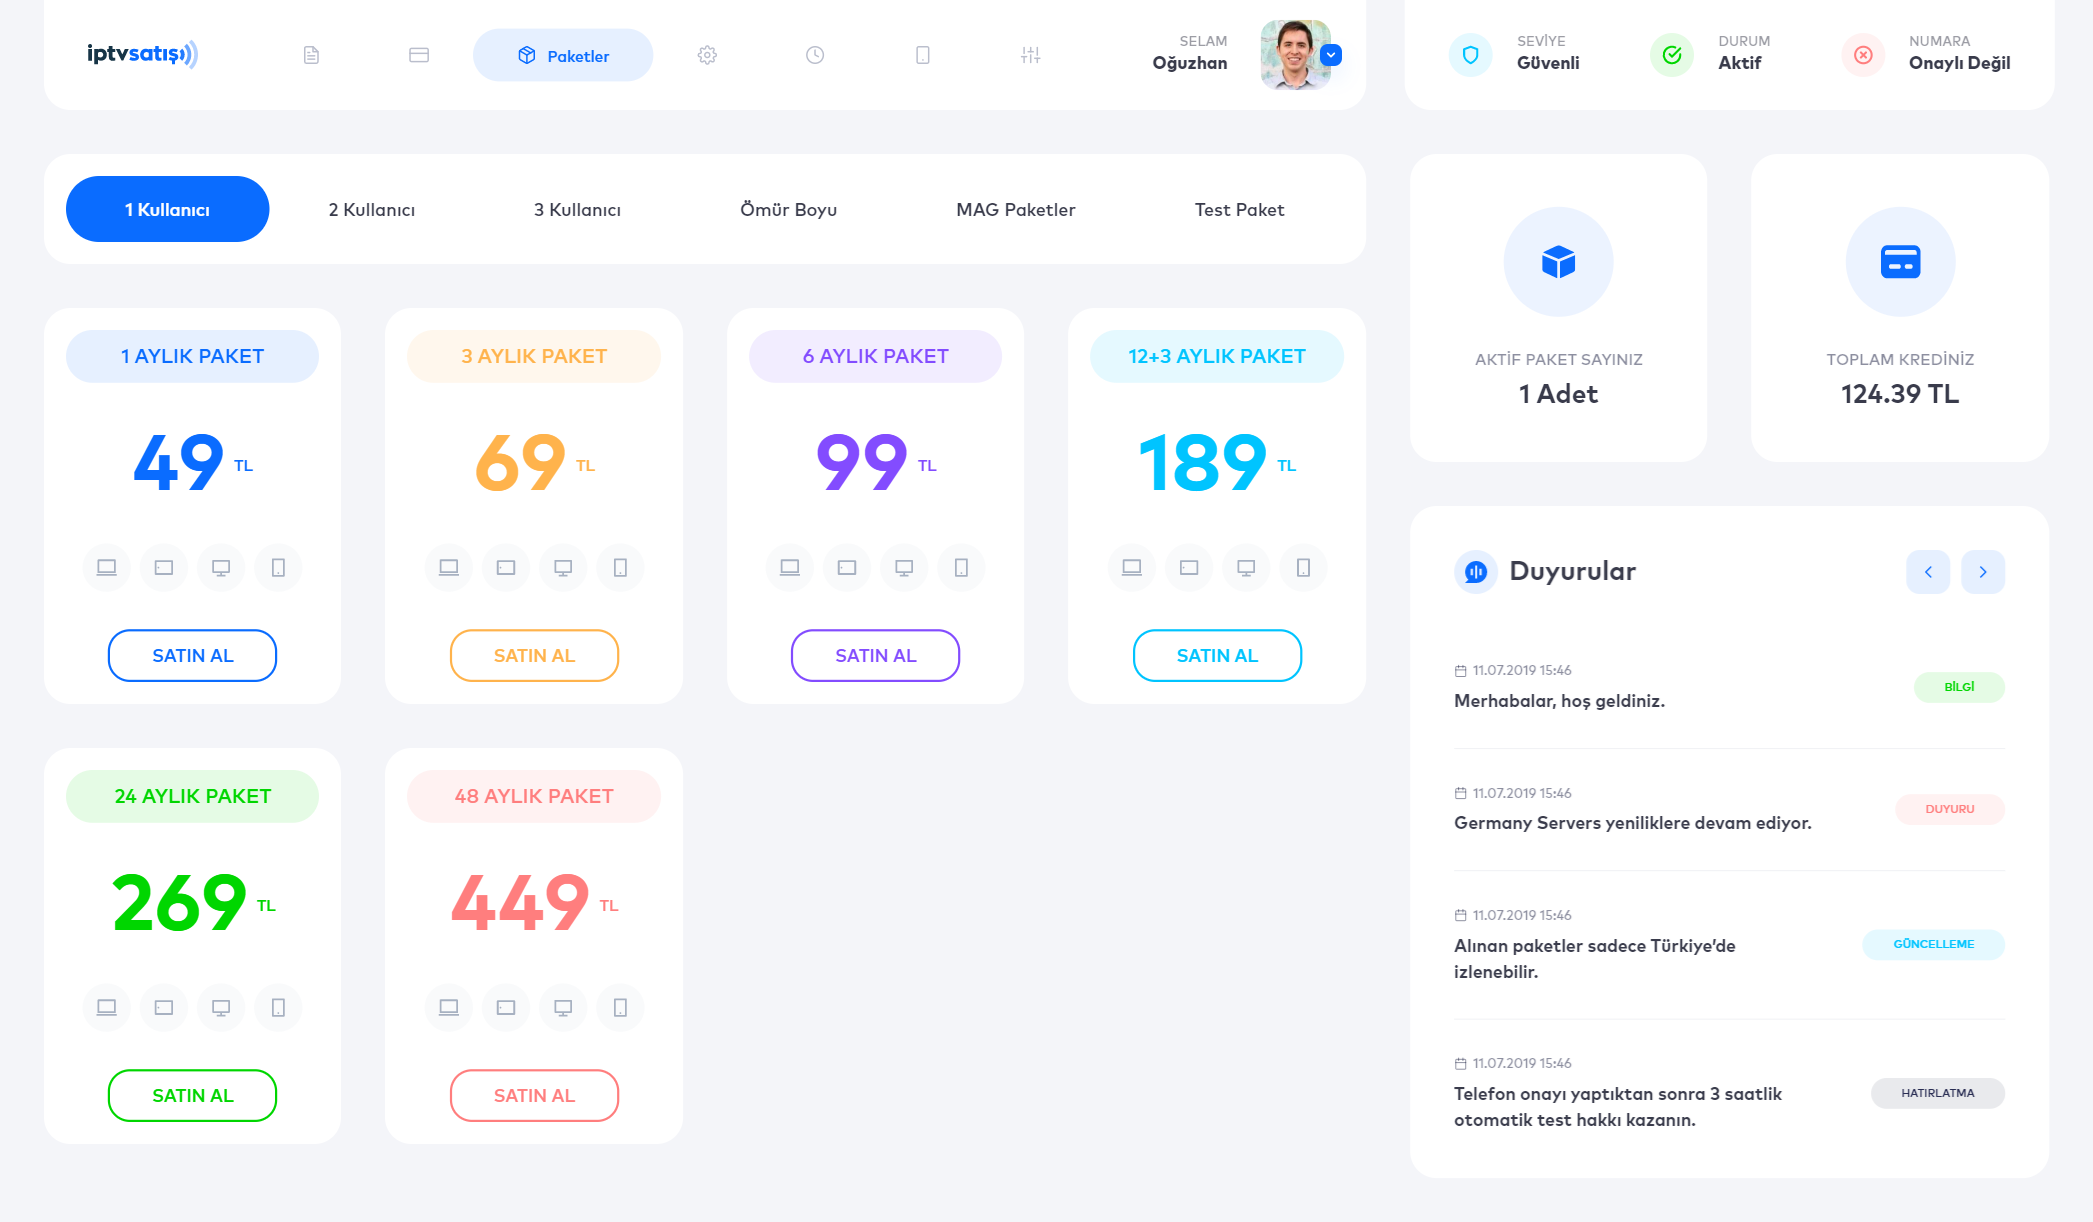 iptvsatış
Paketler
SELAM
Oğuzhan
SEVİYE
Güvenli
DURUM
Aktif
NUMARA
Onaylı Değil
1 Kullanıcı
2 Kullanıcı
3 Kullanıcı
Ömür Boyu
MAG Paketler
Test Paket
1 AYLIK PAKET
49 TL
SATIN AL
3 AYLIK PAKET
69 TL
SATIN AL
6 AYLIK PAKET
99 TL
SATIN AL
12+3 AYLIK PAKET
189 TL
SATIN AL
24 AYLIK PAKET
269 TL
SATIN AL
48 AYLIK PAKET
449 TL
SATIN AL
AKTİF PAKET SAYINIZ
1 Adet
TOPLAM KREDİNİZ
124.39 TL
Duyurular
11.07.2019 15:46
Merhabalar, hoş geldiniz.
BİLGİ
11.07.2019 15:46
Germany Servers yeniliklere devam ediyor.
DUYURU
11.07.2019 15:46
Alınan paketler sadece Türkiye’de
izlenebilir.
GÜNCELLEME
11.07.2019 15:46
Telefon onayı yaptıktan sonra 3 saatlik
otomatik test hakkı kazanın.
HATIRLATMA